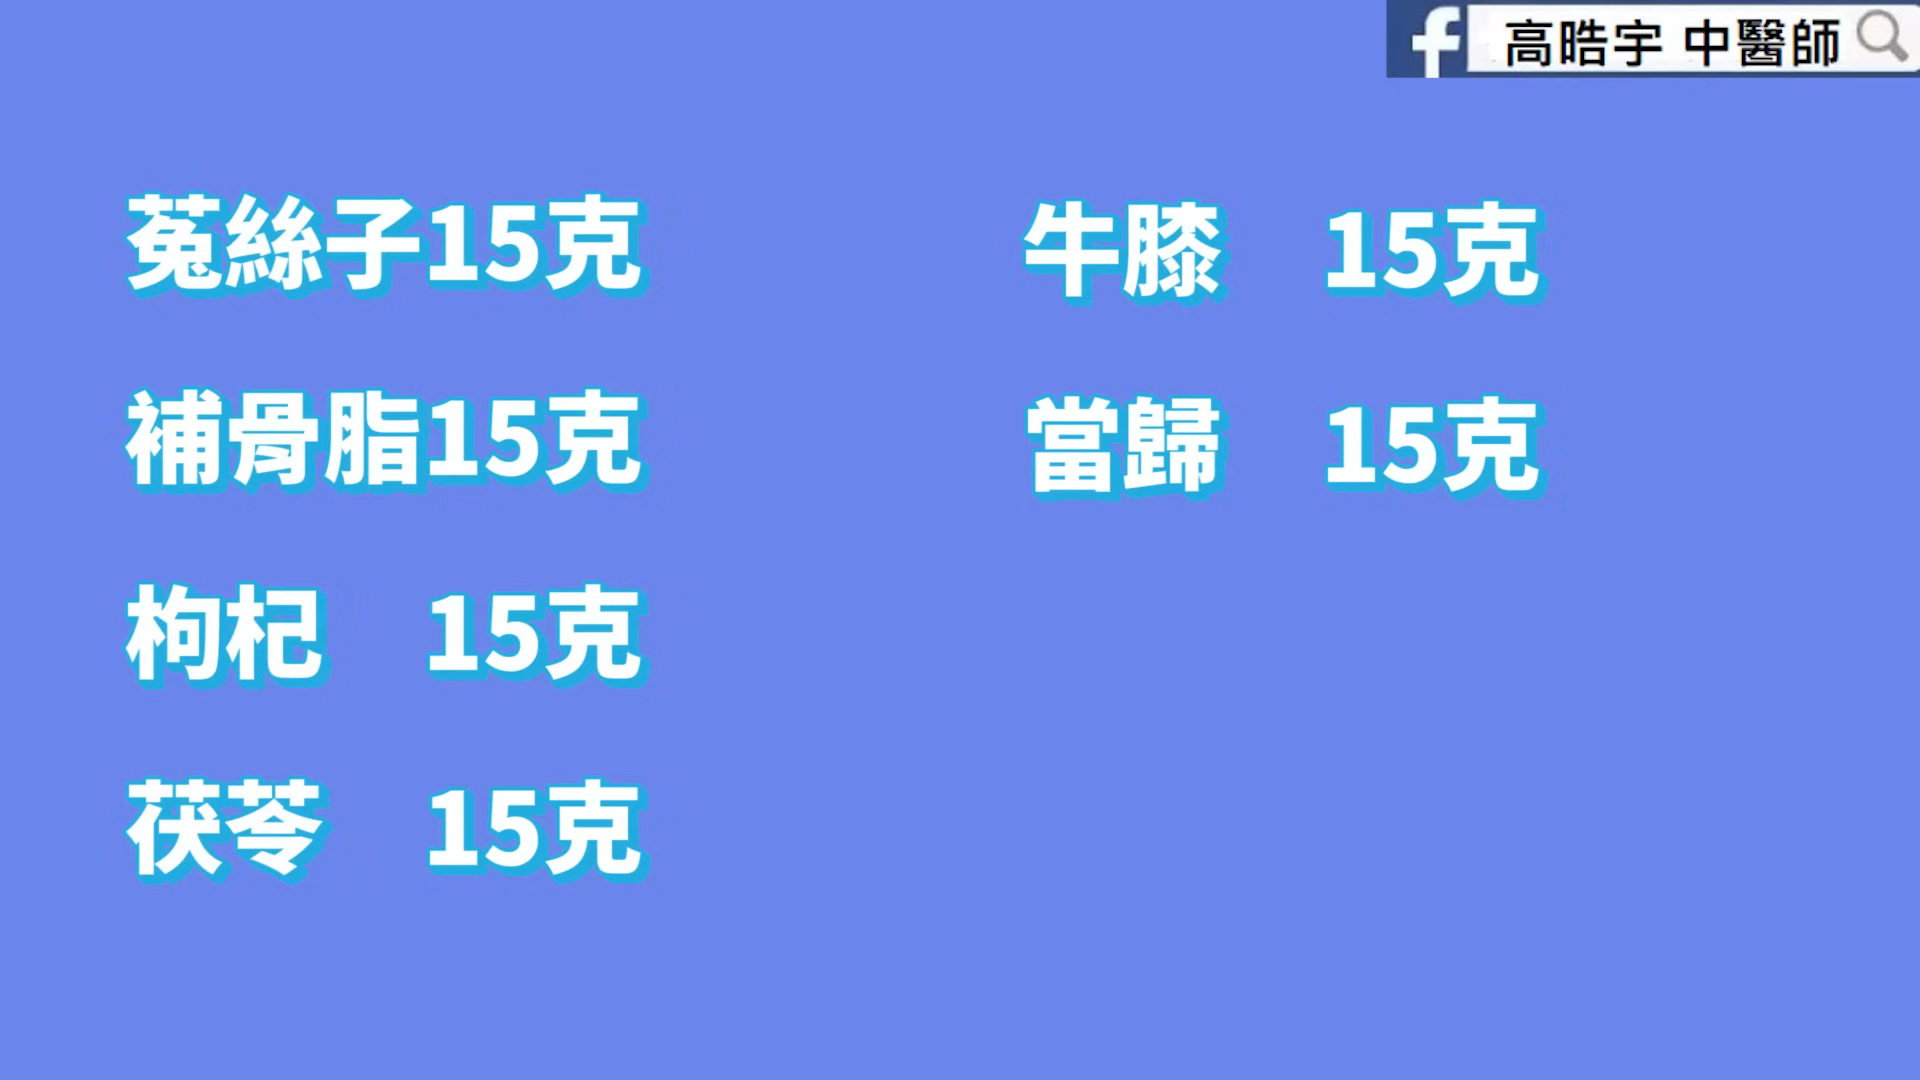 高晧宇 中醫師
菟絲子15克
補骨脂15克
枸杞 15克
茯苓 15克
牛膝 15克
當歸 15克